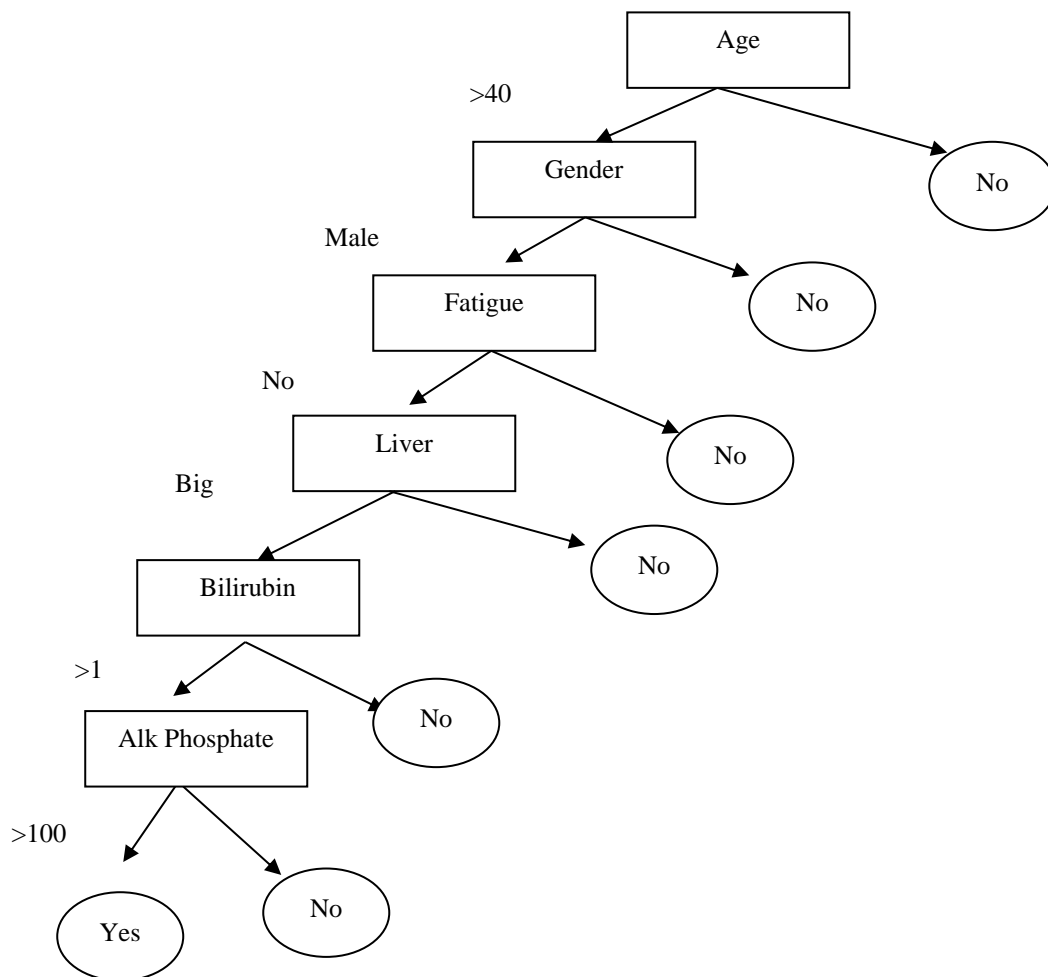 Age
>40
Gender
No
Male
Fatigue
No
No
Liver
No
Big
Bilirubin
No
>1
Alk Phosphate
No
>100
Yes
No